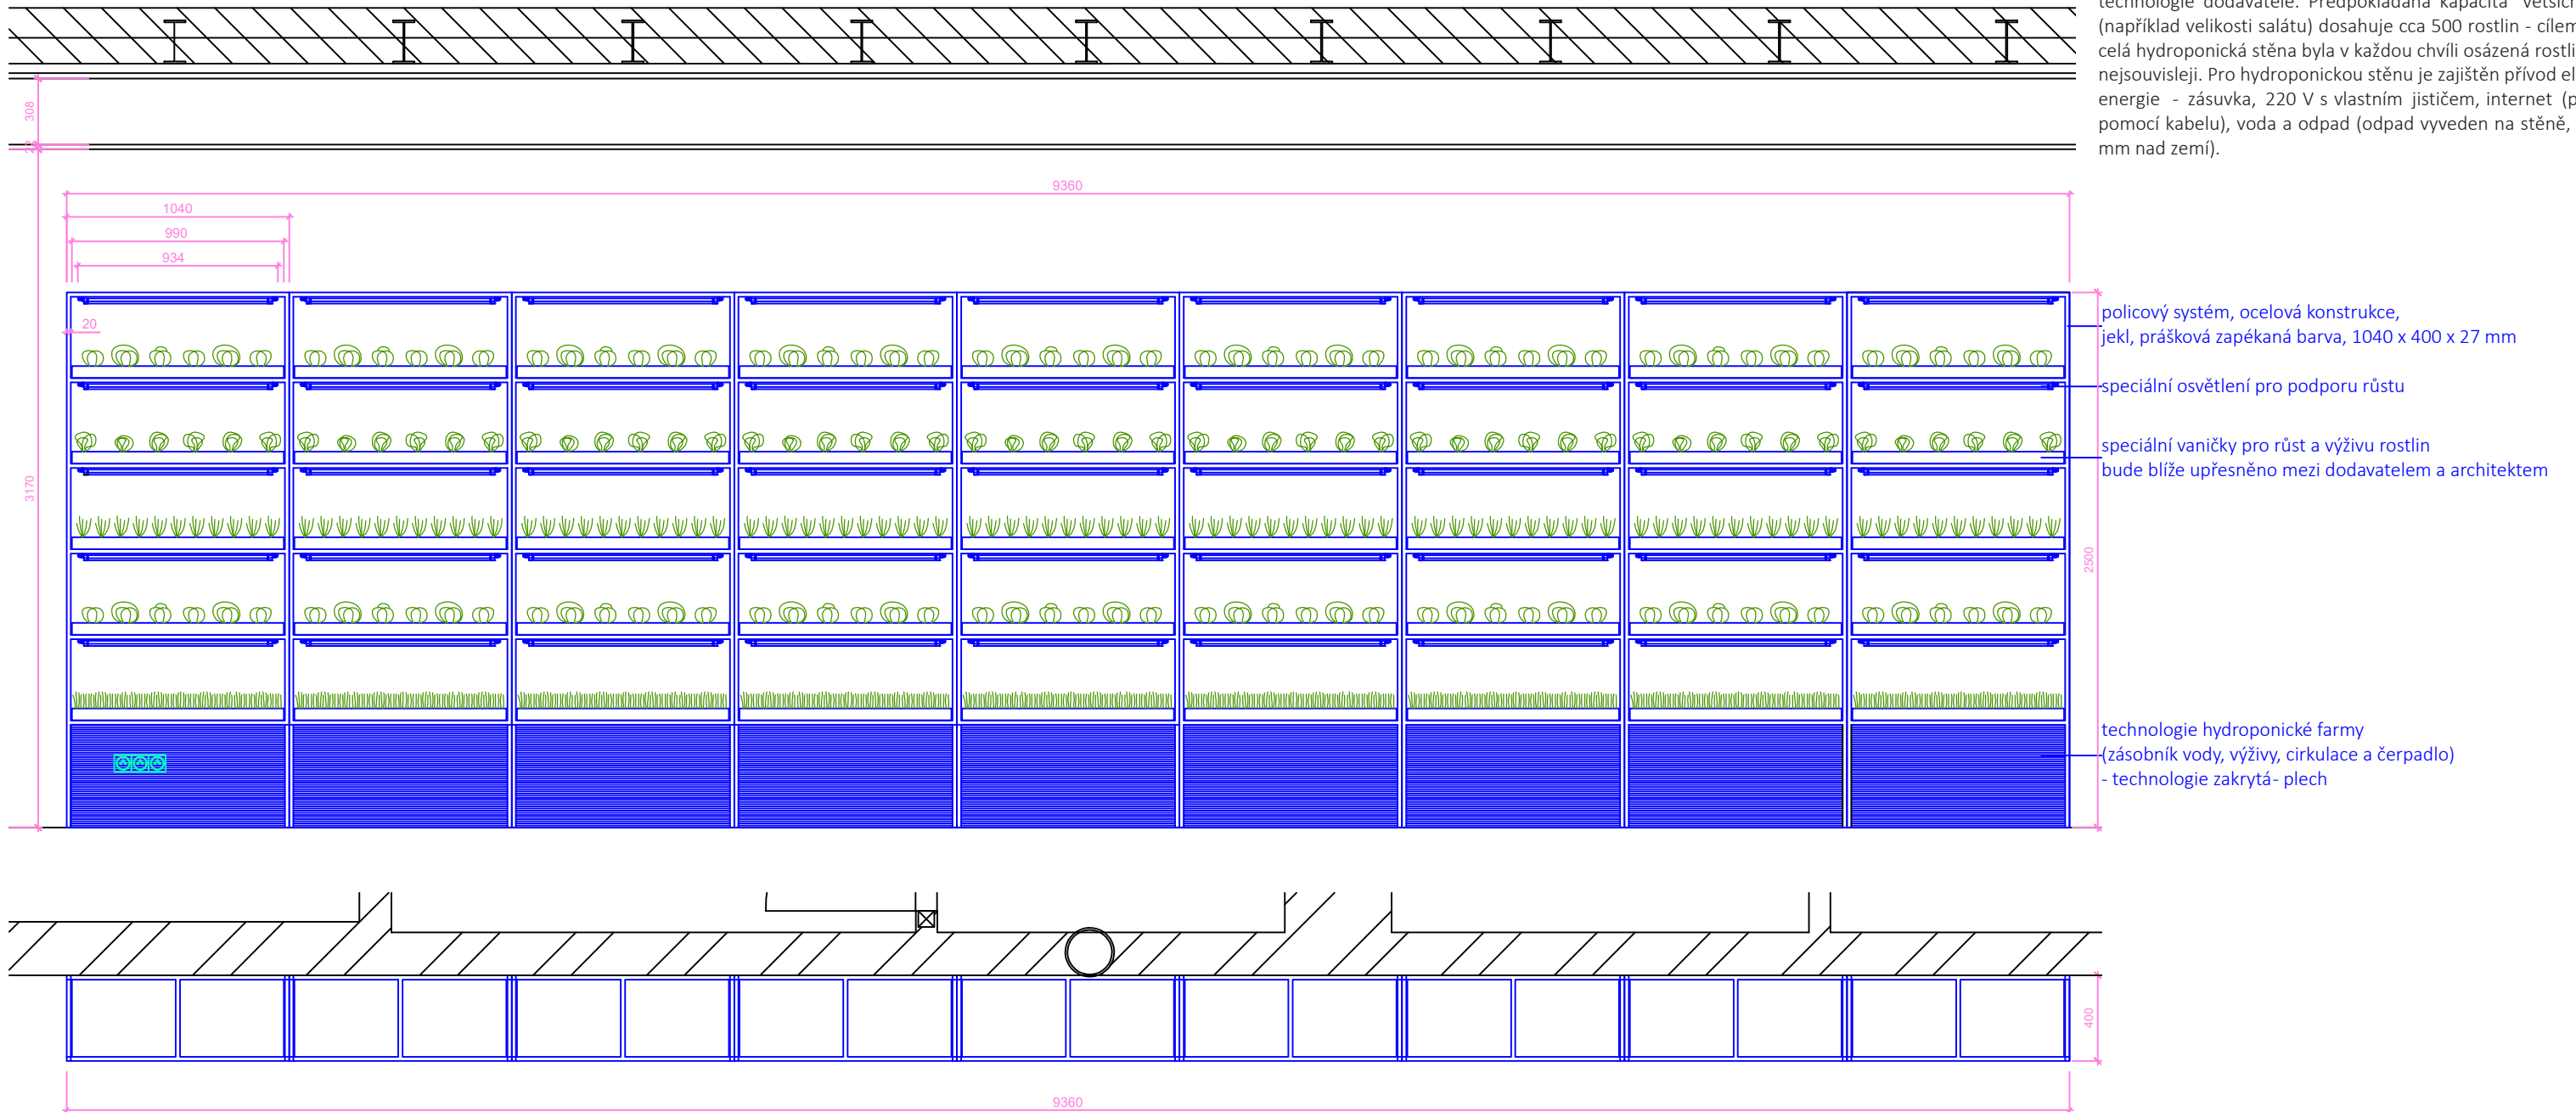 technologie dodavatele. Předpokládaná kapacita větších
(například velikosti salátu) dosahuje cca 500 rostlin - cílem
celá hydroponická stěna byla v každou chvíli osázená rostli
nejsouvisleji. Pro hydroponickou stěnu je zajištěn přívod el
energie - zásuvka, 220 V s vlastním jističem, internet (p
pomocí kabelu), voda a odpad (odpad vyveden na stěně,
mm nad zemí).
308
9360
1040
990
934
20
3170
policový systém, ocelová konstrukce,
jekl, prášková zapékaná barva, 1040 x 400 x 27 mm
speciální osvětlení pro podporu růstu
speciální vaničky pro růst a výživu rostlin
bude blíže upřesněno mezi dodavatelem a architektem
2500
technologie hydroponické farmy
(zásobník vody, výživy, cirkulace a čerpadlo)
- technologie zakrytá- plech
400
9360